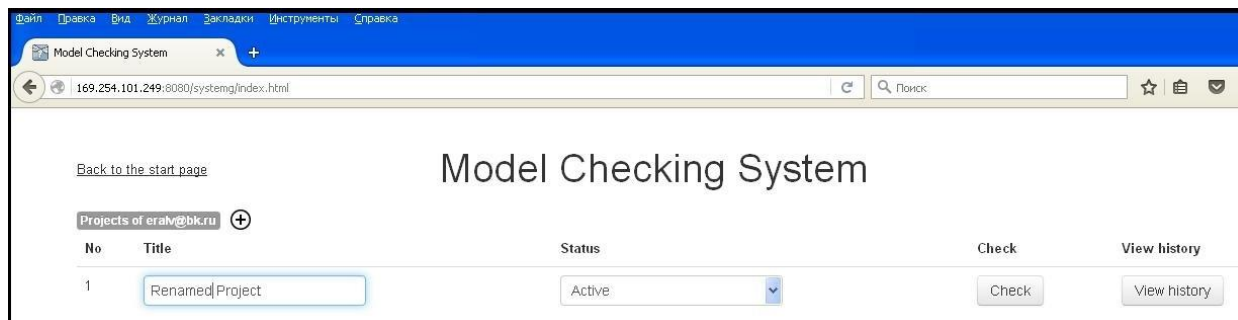 Файл Правка Вид Журнал Закладки Инструменты Справка
Model Checking System × +
169.254.101.249:8080/systemg/index.html Поиск
Back to the start page
Model Checking System
Projects of eralv@bk.ru
No Title Status Check View history
1 Renamed Project Active Check View history